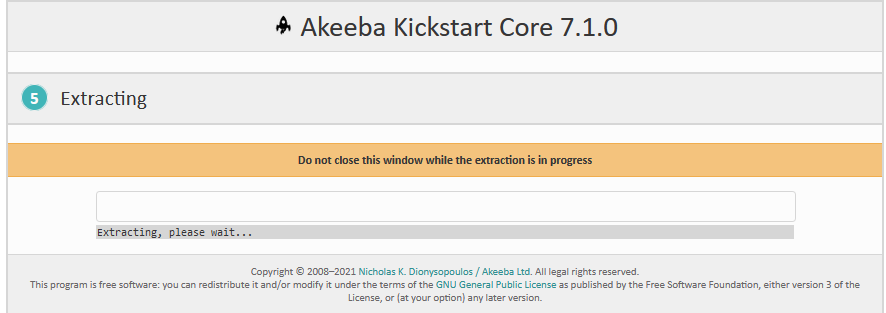 Akeeba Kickstart Core 7.1.0
5 Extracting
Do not close this window while the extraction is in progress
Extracting, please wait...
Copyright © 2008–2021 Nicholas K. Dionysopoulos / Akeeba Ltd. All legal rights reserved.
This program is free software: you can redistribute it and/or modify it under the terms of the GNU General Public License as published by the Free Software Foundation, either version 3 of the
License, or (at your option) any later version.